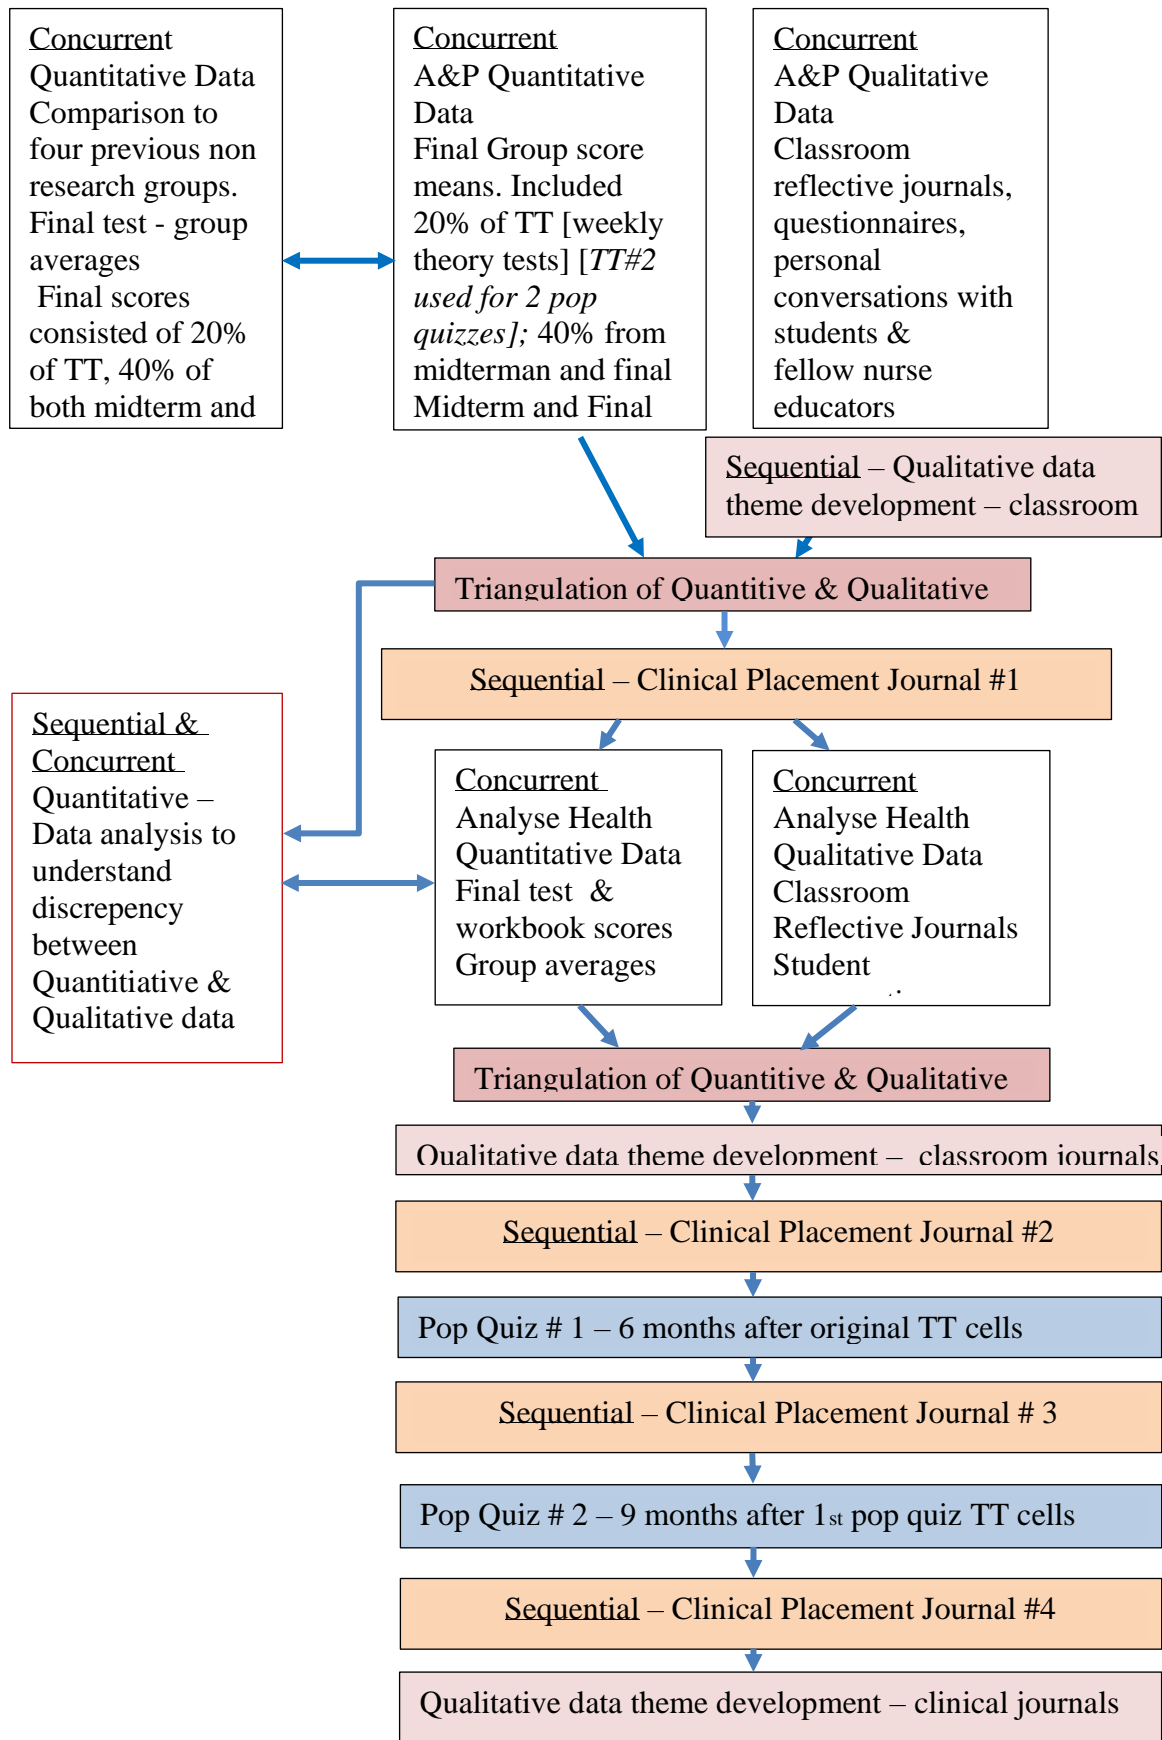 Concurrent
Quantitative Data
Comparison to
four previous non
research groups.
Final test - group
averages
Final scores
consisted of 20%
of TT, 40% of
both midterm and
Concurrent
A&P Quantitative
Data
Final Group score
means. Included
20% of TT [weekly
theory tests] [TT#2
used for 2 pop
quizzes]; 40% from
midterman and final
Midterm and Final
Concurrent
A&P Qualitative
Data
Classroom
reflective journals,
questionnaires,
personal
conversations with
students &
fellow nurse
educators
Sequential – Qualitative data
theme development – classroom
Triangulation of Quantitive & Qualitative
Sequential – Clinical Placement Journal #1
Sequential &
Concurrent
Quantitative –
Data analysis to
understand
discrepency
between
Quantitiative &
Qualitative data
Concurrent
Analyse Health
Quantitative Data
Final test & 
workbook scores
Group averages
Concurrent
Analyse Health
Qualitative Data
Classroom
Reflective Journals
Student
Triangulation of Quantitive & Qualitative
Qualitative data theme development – classroom journals,
Sequential – Clinical Placement Journal #2
Pop Quiz # 1 – 6 months after original TT cells
Sequential – Clinical Placement Journal # 3
Pop Quiz # 2 – 9 months after 1st pop quiz TT cells
Sequential – Clinical Placement Journal #4
Qualitative data theme development – clinical journals